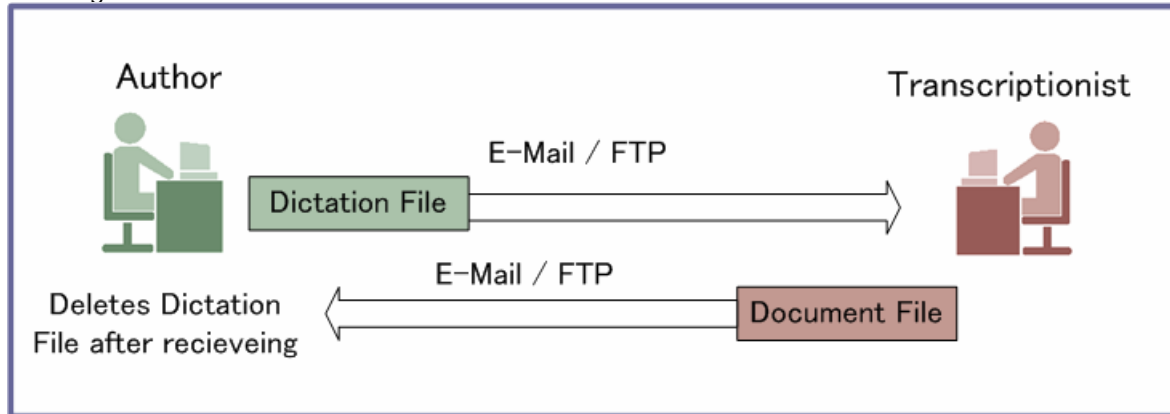 Author
Transcriptionist
E-Mail / FTP
Dictation File
E-Mail / FTP
Document File
Deletes Dictation
File after recieveing